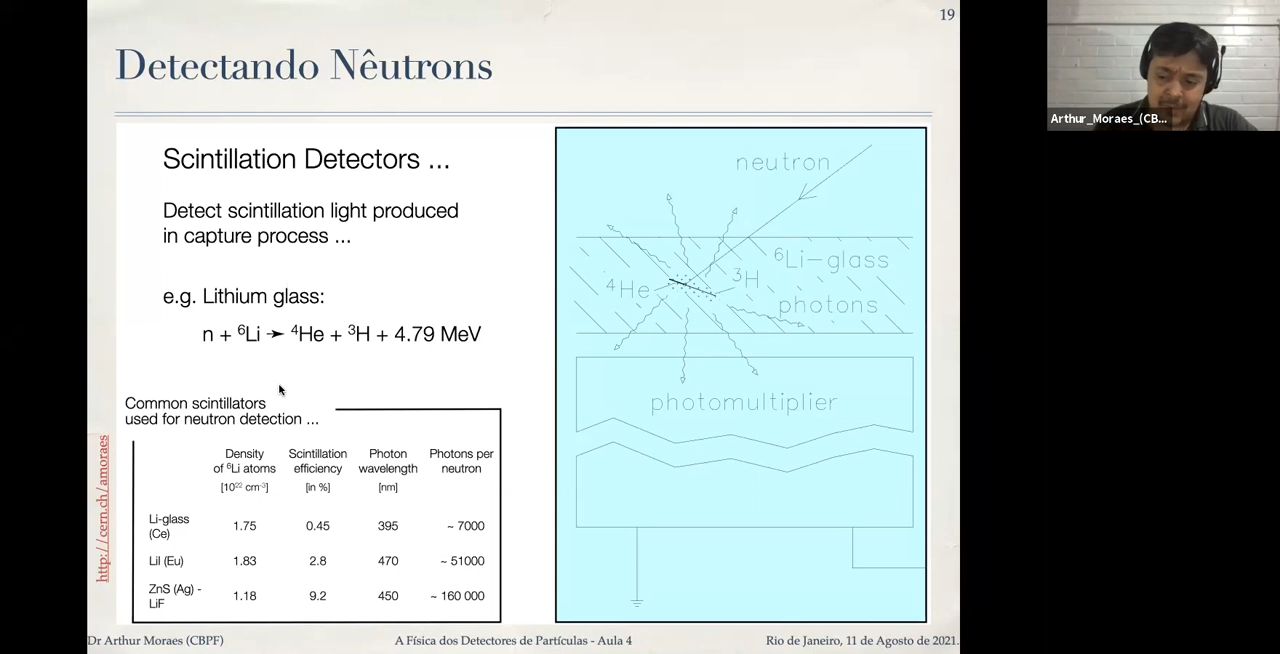 19
Arthur_Moraes_(CB...
Detectando Nêutrons
Scintillation Detectors ...
Detect scintillation light produced
in capture process ...
e.g. Lithium glass:
n + ⁶Li ➛ ⁴He + ³H + 4.79 MeV
Common scintillators
used for neutron detection ...
Density of ⁶Li atoms [10²² cm⁻³] Scintillation efficiency [in %] Photon wavelength [nm] Photons per neutron
Li-glass (Ce) 1.75 0.45 395 ~ 7000
LiI (Eu) 1.83 2.8 470 ~ 51000
ZnS (Ag) - LiF 1.18 9.2 450 ~ 160 000
http://cern.ch/amoraes
neutron
⁶Li-glass
³H
⁴He
photons
photomultiplier
Dr Arthur Moraes (CBPF) A Física dos Detectores de Partículas - Aula 4 Rio de Janeiro, 11 de Agosto de 2021.